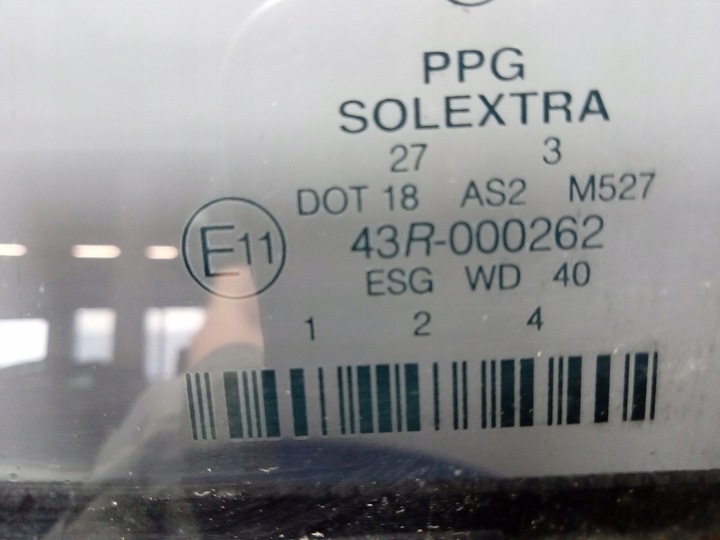 PPG
SOLEXTRA
27 3
DOT 18 AS2 M527
E11 43R-000262
ESG WD 40
1 2 4